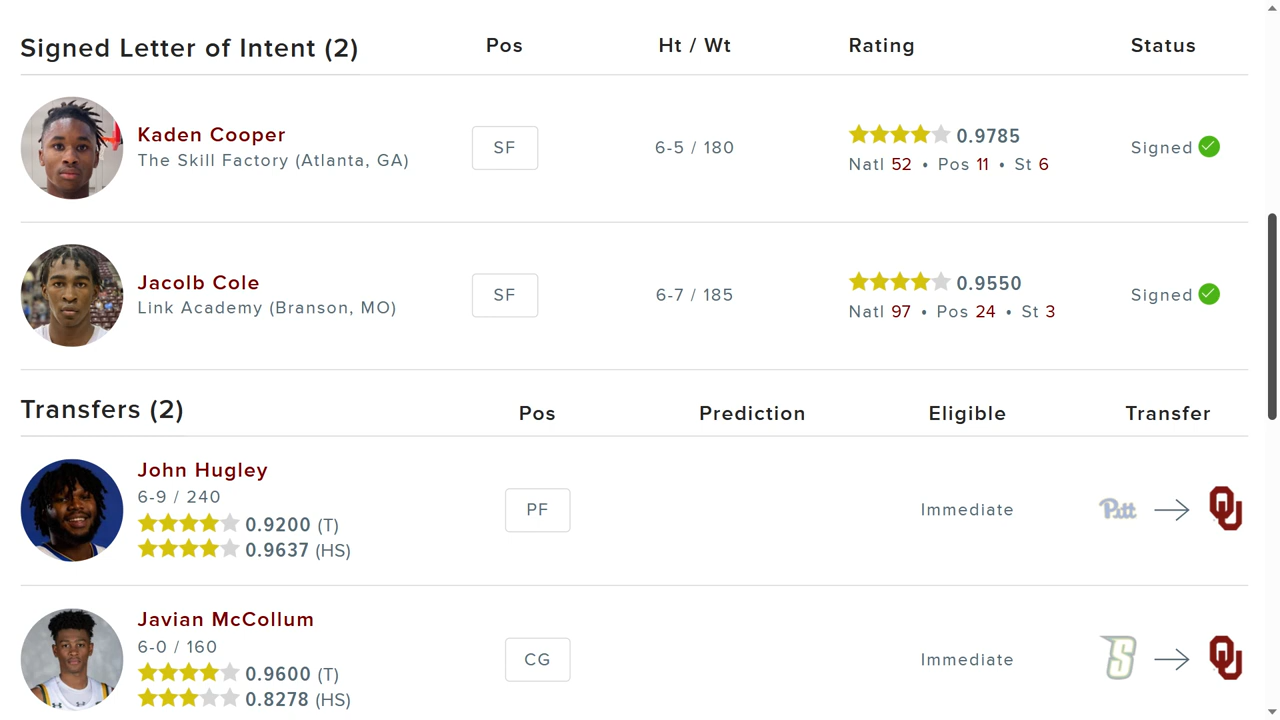 Signed Letter of Intent (2) Pos Ht / Wt Rating Status
Kaden Cooper
The Skill Factory (Atlanta, GA)
SF
6-5 / 180
0.9785
Natl 52 • Pos 11 • St 6
Signed
Jacolb Cole
Link Academy (Branson, MO)
SF
6-7 / 185
0.9550
Natl 97 • Pos 24 • St 3
Signed
Transfers (2) Pos Prediction Eligible Transfer
John Hugley
6-9 / 240
0.9200 (T)
0.9637 (HS)
PF
Immediate
Pitt
OU
Javian McCollum
6-0 / 160
0.9600 (T)
0.8278 (HS)
CG
Immediate
S
OU